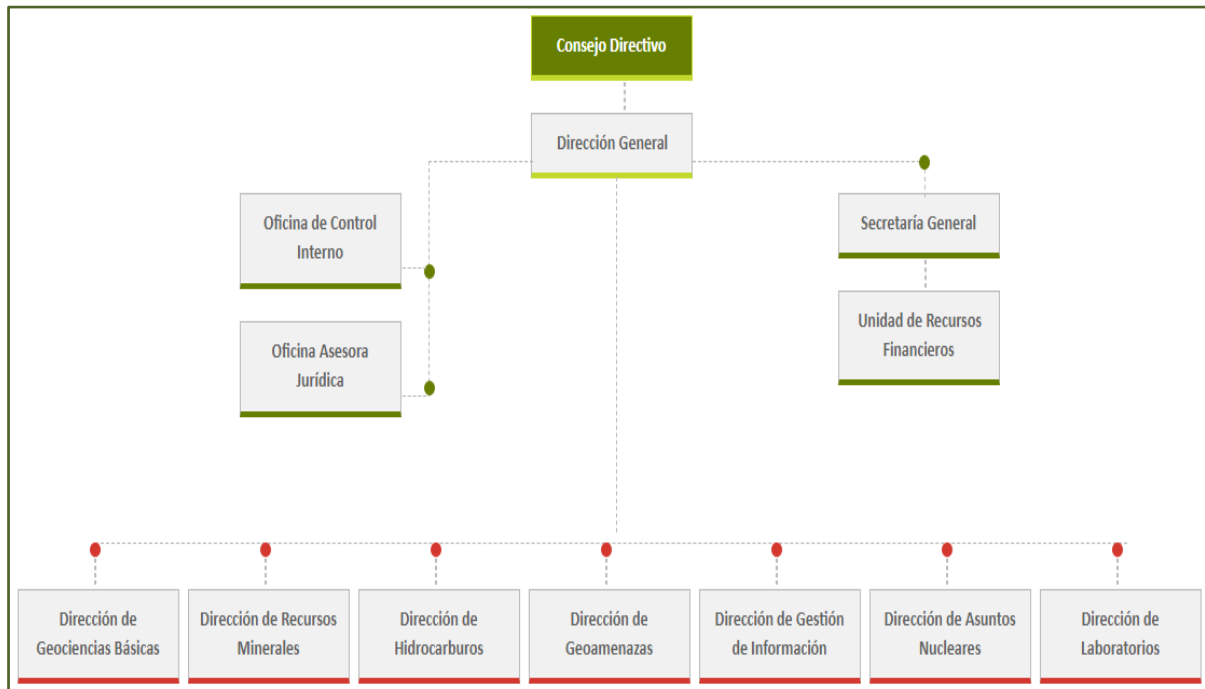 Consejo Directivo
Dirección General
Oficina de Control
Interno
Secretaría General
Oficina Asesora
Jurídica
Unidad de Recursos
Financieros
Dirección de
Geociencias Básicas
Dirección de Recursos
Minerales
Dirección de
Hidrocarburos
Dirección de
Geoamenazas
Dirección de Gestión
de Información
Dirección de Asuntos
Nucleares
Dirección de
Laboratorios